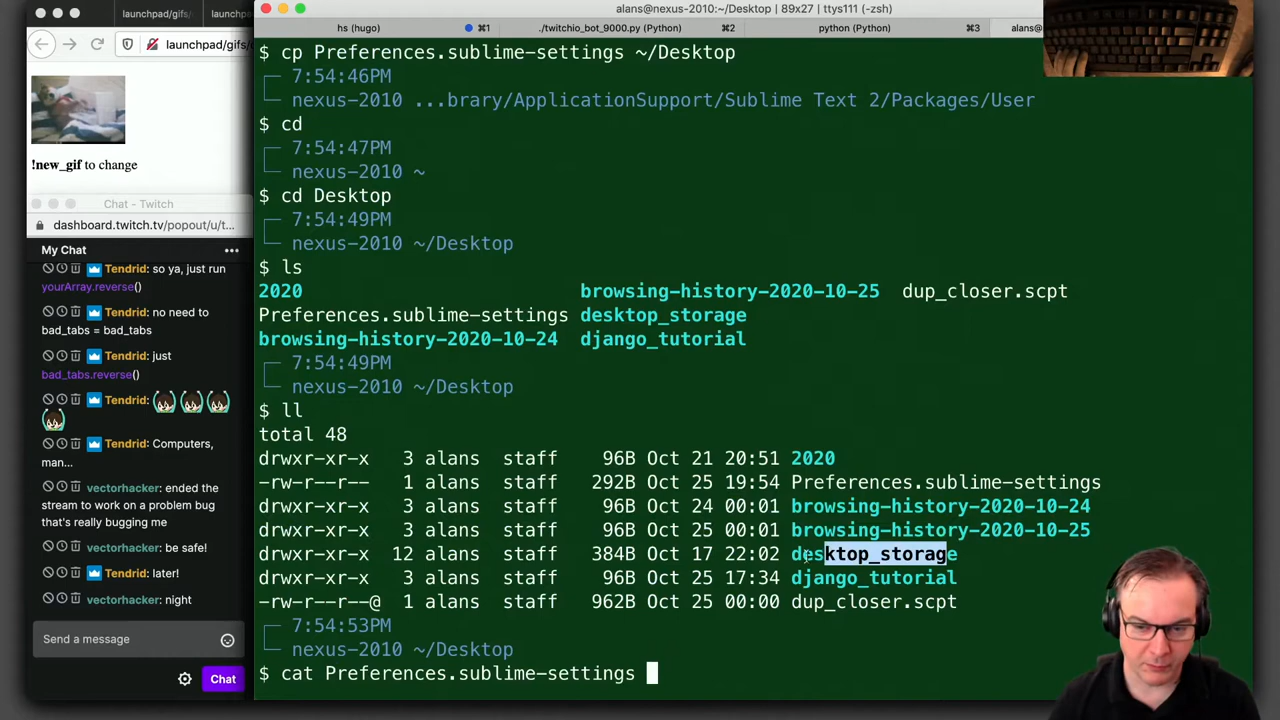 launchpad/gifs/
launchpad
launchpad/gifs/
!new_gif to change
Chat - Twitch
dashboard.twitch.tv/popout/u/t...
My Chat
Tendrid: so ya, just run
yourArray.reverse()
Tendrid: no need to
bad_tabs = bad_tabs
Tendrid: just
bad_tabs.reverse()
Tendrid:
Tendrid: Computers,
man...
vectorhacker: ended the
stream to work on a problem bug
that's really bugging me
vectorhacker: be safe!
vectorhacker: later!
vectorhacker: night
Send a message
Chat
alans@nexus-2010:~/Desktop | 89x27 | ttys111 (-zsh)
hs (hugo) ⌘1 ./twitchio_bot_9000.py (Python) ⌘2 python (Python) ⌘3 alans@
$ cp Preferences.sublime-settings ~/Desktop
7:54:46PM
nexus-2010 ...brary/ApplicationSupport/Sublime Text 2/Packages/User
$ cd
7:54:47PM
nexus-2010 ~
$ cd Desktop
7:54:49PM
nexus-2010 ~/Desktop
$ ls
2020 browsing-history-2020-10-25 dup_closer.scpt
Preferences.sublime-settings desktop_storage
browsing-history-2020-10-24 django_tutorial
7:54:49PM
nexus-2010 ~/Desktop
$ ll
total 48
drwxr-xr-x 3 alans staff 96B Oct 21 20:51 2020
-rw-r--r-- 1 alans staff 292B Oct 25 19:54 Preferences.sublime-settings
drwxr-xr-x 3 alans staff 96B Oct 24 00:01 browsing-history-2020-10-24
drwxr-xr-x 3 alans staff 96B Oct 25 00:01 browsing-history-2020-10-25
drwxr-xr-x 12 alans staff 384B Oct 17 22:02 desktop_storage
drwxr-xr-x 3 alans staff 96B Oct 25 17:34 django_tutorial
-rw-r--r--@ 1 alans staff 962B Oct 25 00:00 dup_closer.scpt
7:54:53PM
nexus-2010 ~/Desktop
$ cat Preferences.sublime-settings